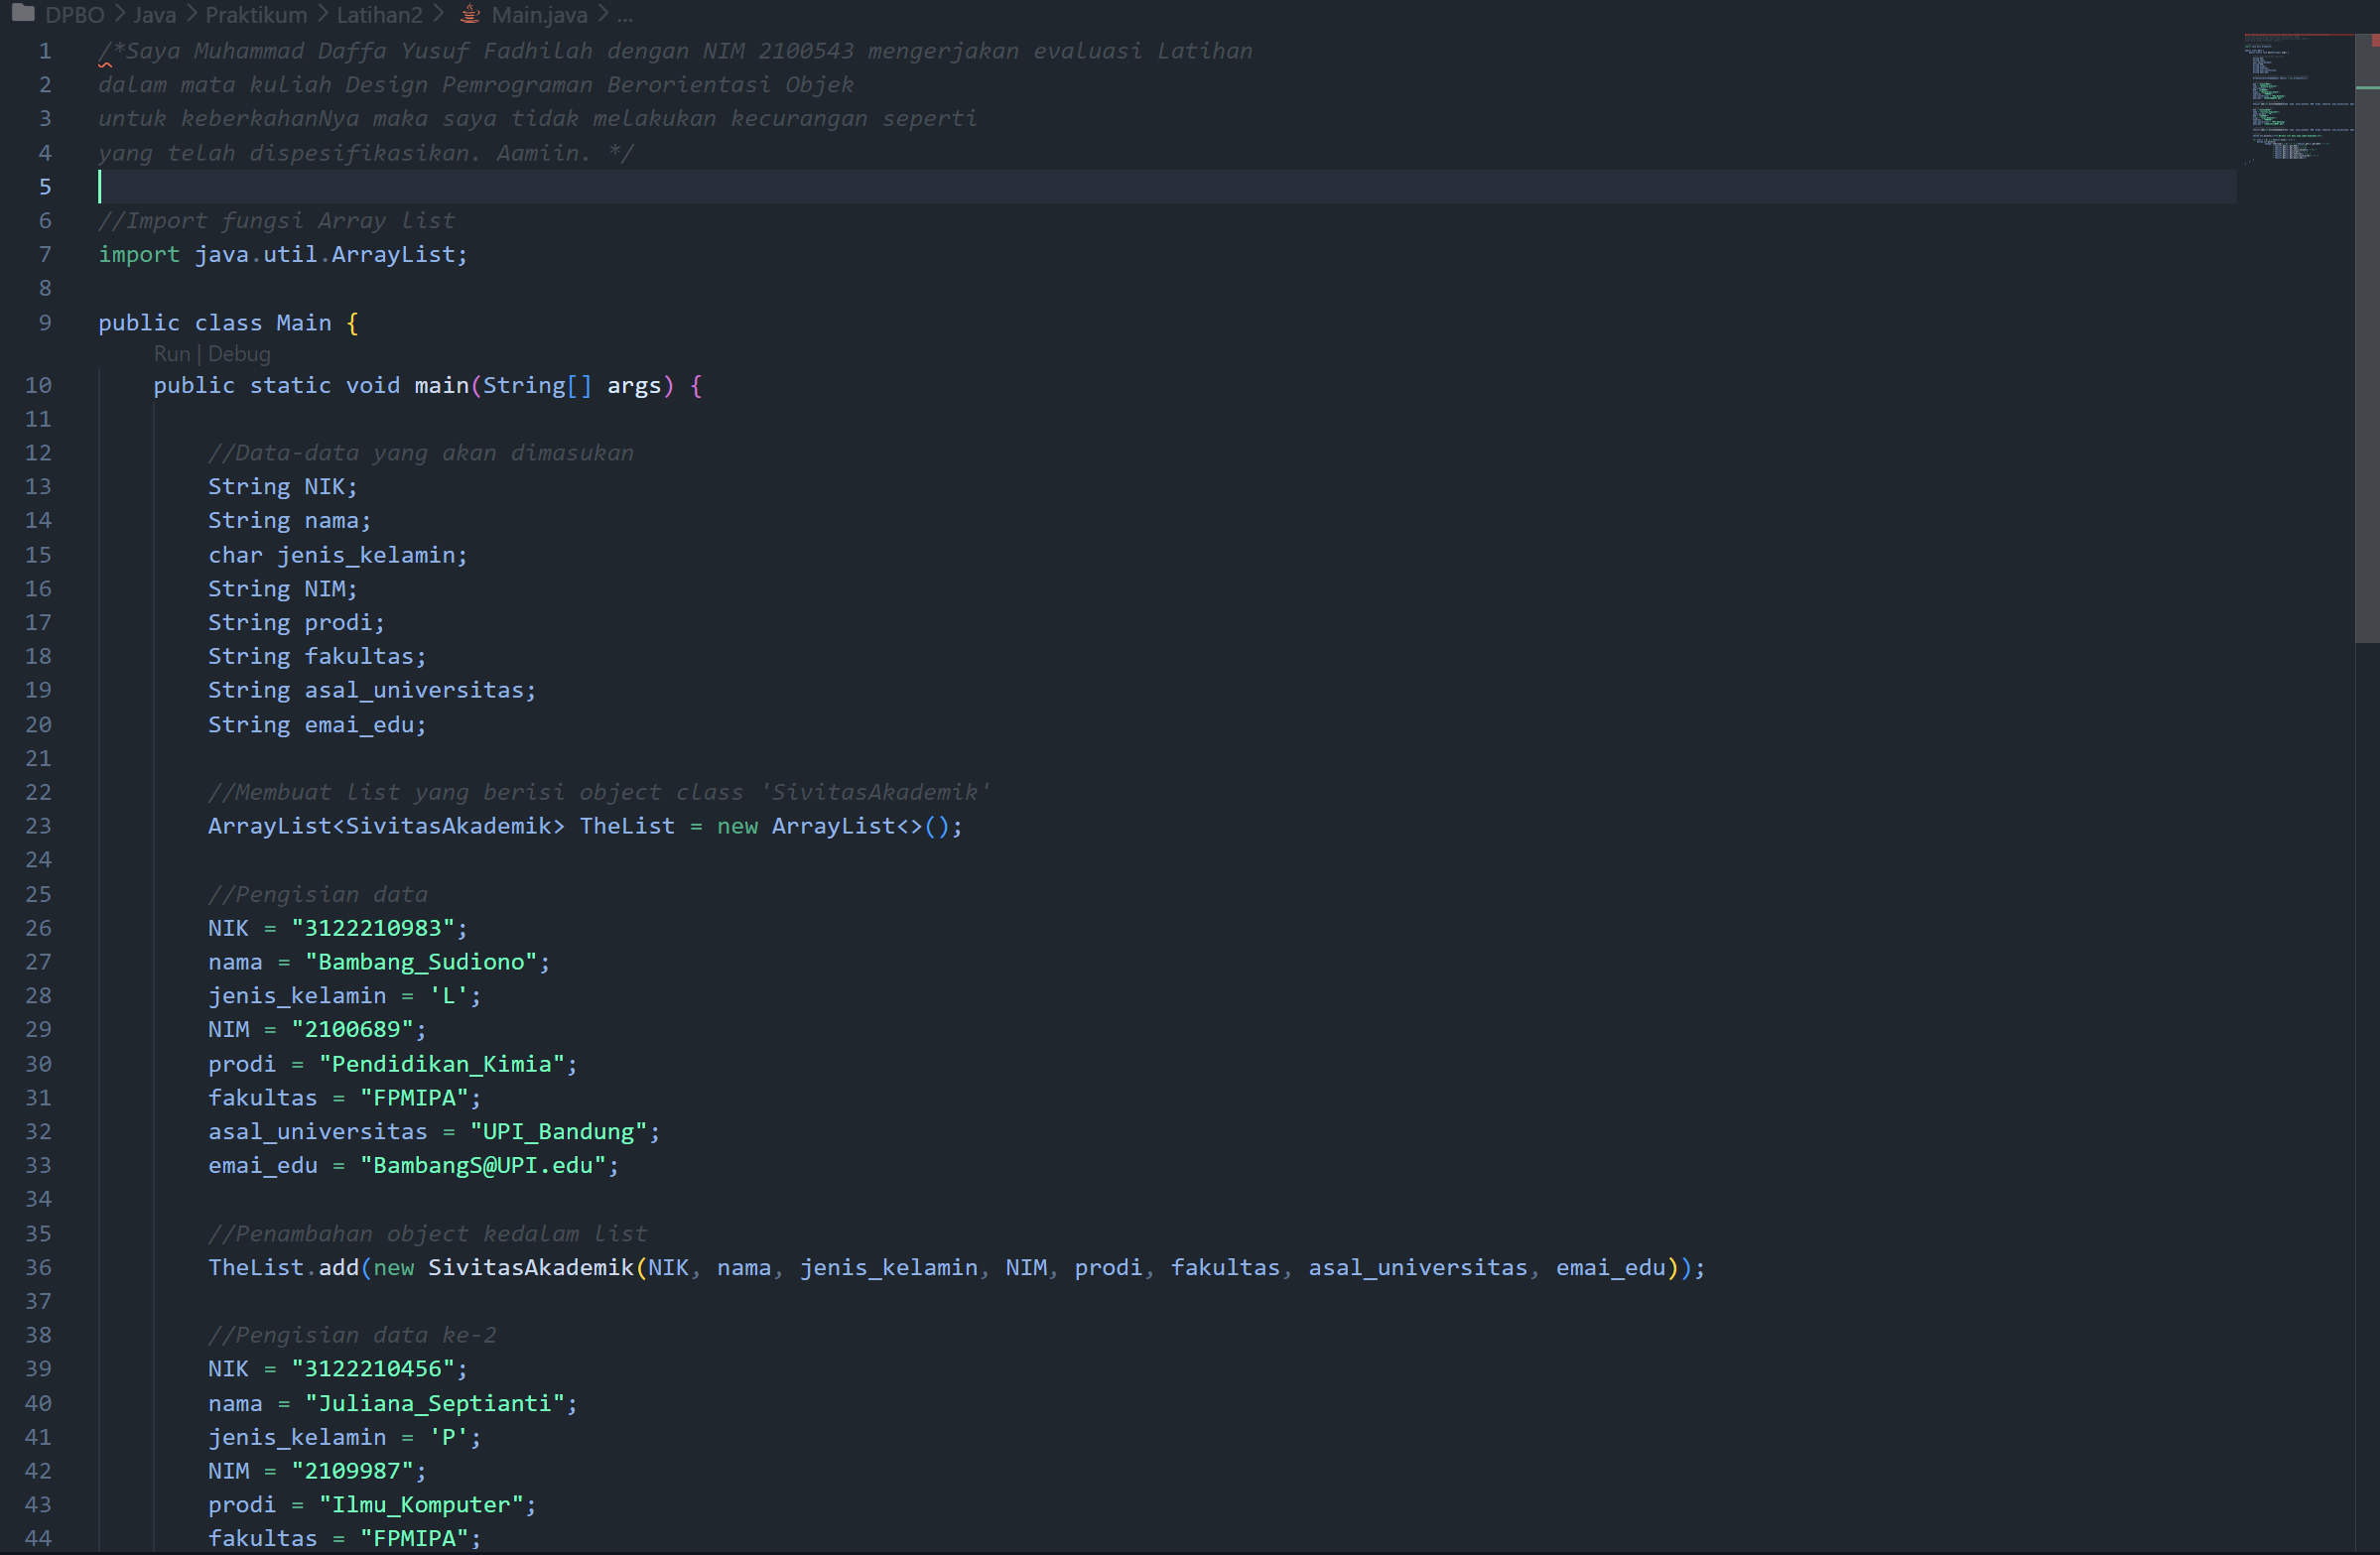 DPBO > Java > Praktikum > Latihan2 > Main.java > ...
1 /*Saya Muhammad Daffa Yusuf Fadhilah dengan NIM 2100543 mengerjakan evaluasi Latihan
2 dalam mata kuliah Design Pemrograman Berorientasi Objek
3 untuk keberkahanNya maka saya tidak melakukan kecurangan seperti
4 yang telah dispesifikasikan. Aamiin. */
5
6 //Import fungsi Array list
7 import java.util.ArrayList;
8
9 public class Main {
Run | Debug
10 public static void main(String[] args) {
11
12 //Data-data yang akan dimasukan
13 String NIK;
14 String nama;
15 char jenis_kelamin;
16 String NIM;
17 String prodi;
18 String fakultas;
19 String asal_universitas;
20 String emai_edu;
21
22 //Membuat list yang berisi object class 'SivitasAkademik'
23 ArrayList<SivitasAkademik> TheList = new ArrayList<>();
24
25 //Pengisian data
26 NIK = "3122210983";
27 nama = "Bambang_Sudiono";
28 jenis_kelamin = 'L';
29 NIM = "2100689";
30 prodi = "Pendidikan_Kimia";
31 fakultas = "FPMIPA";
32 asal_universitas = "UPI_Bandung";
33 emai_edu = "BambangS@UPI.edu";
34
35 //Penambahan object kedalam list
36 TheList.add(new SivitasAkademik(NIK, nama, jenis_kelamin, NIM, prodi, fakultas, asal_universitas, emai_edu));
37
38 //Pengisian data ke-2
39 NIK = "3122210456";
40 nama = "Juliana_Septianti";
41 jenis_kelamin = 'P';
42 NIM = "2109987";
43 prodi = "Ilmu_Komputer";
44 fakultas = "FPMIPA";